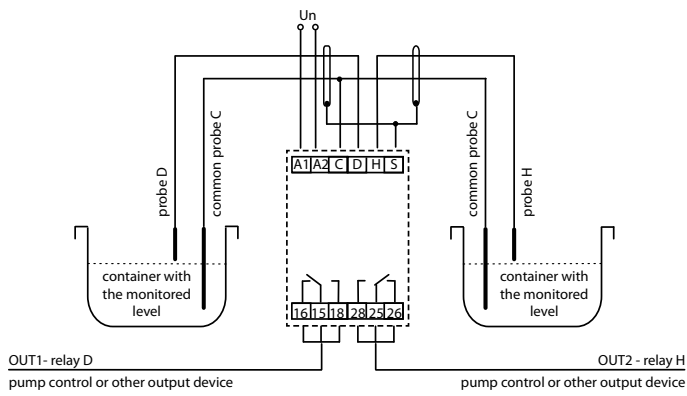 Un
probe D
common probe C
common probe C
probe H
A1 A2 C D H S
container with
the monitored
level
container with
the monitored
level
16 15 18 28 25 26
OUT1- relay D
OUT2 - relay H
pump control or other output device
pump control or other output device